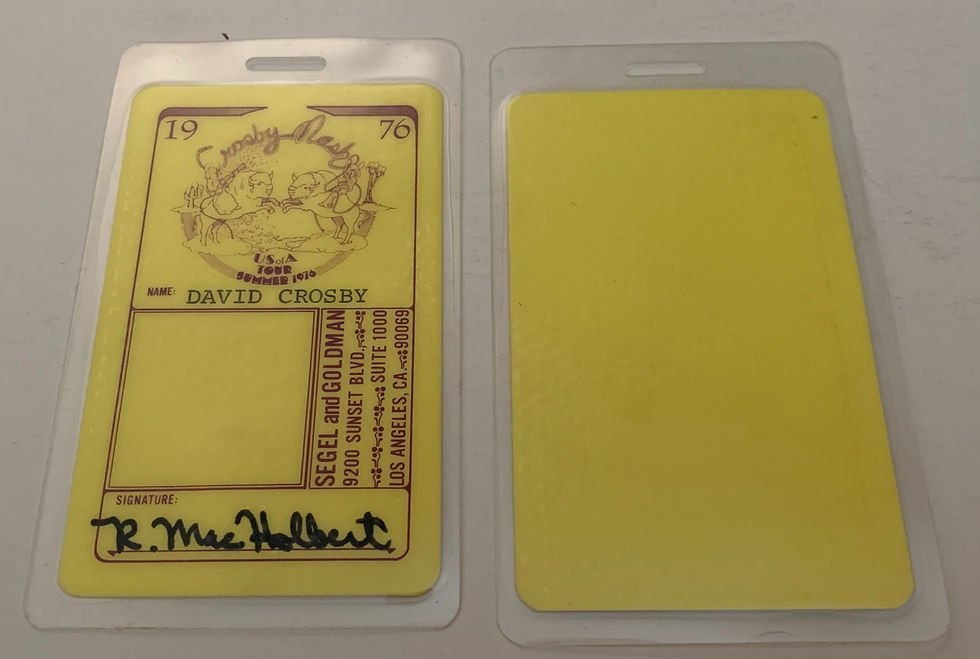 19 76
Crosby-Nash
US of A
TOUR
SUMMER 1976
NAME: DAVID CROSBY
SEGEL and GOLDMAN
9200 SUNSET BLVD.,
SUITE 1000
LOS ANGELES, CA. 90069
SIGNATURE:
R. Mac Holbert